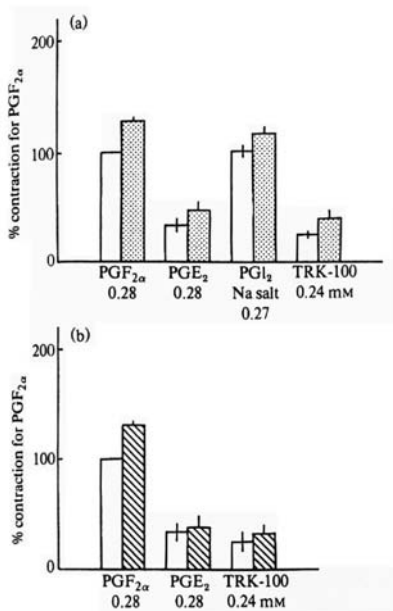 (a)
200
100
0
% contraction for PGF2α
PGF2α PGE2 PGI2 TRK-100
0.28 0.28 Na salt 0.24 mM
0.27
(b)
200
100
0
% contraction for PGF2α
PGF2α PGE2 TRK-100
0.28 0.28 0.24 mM